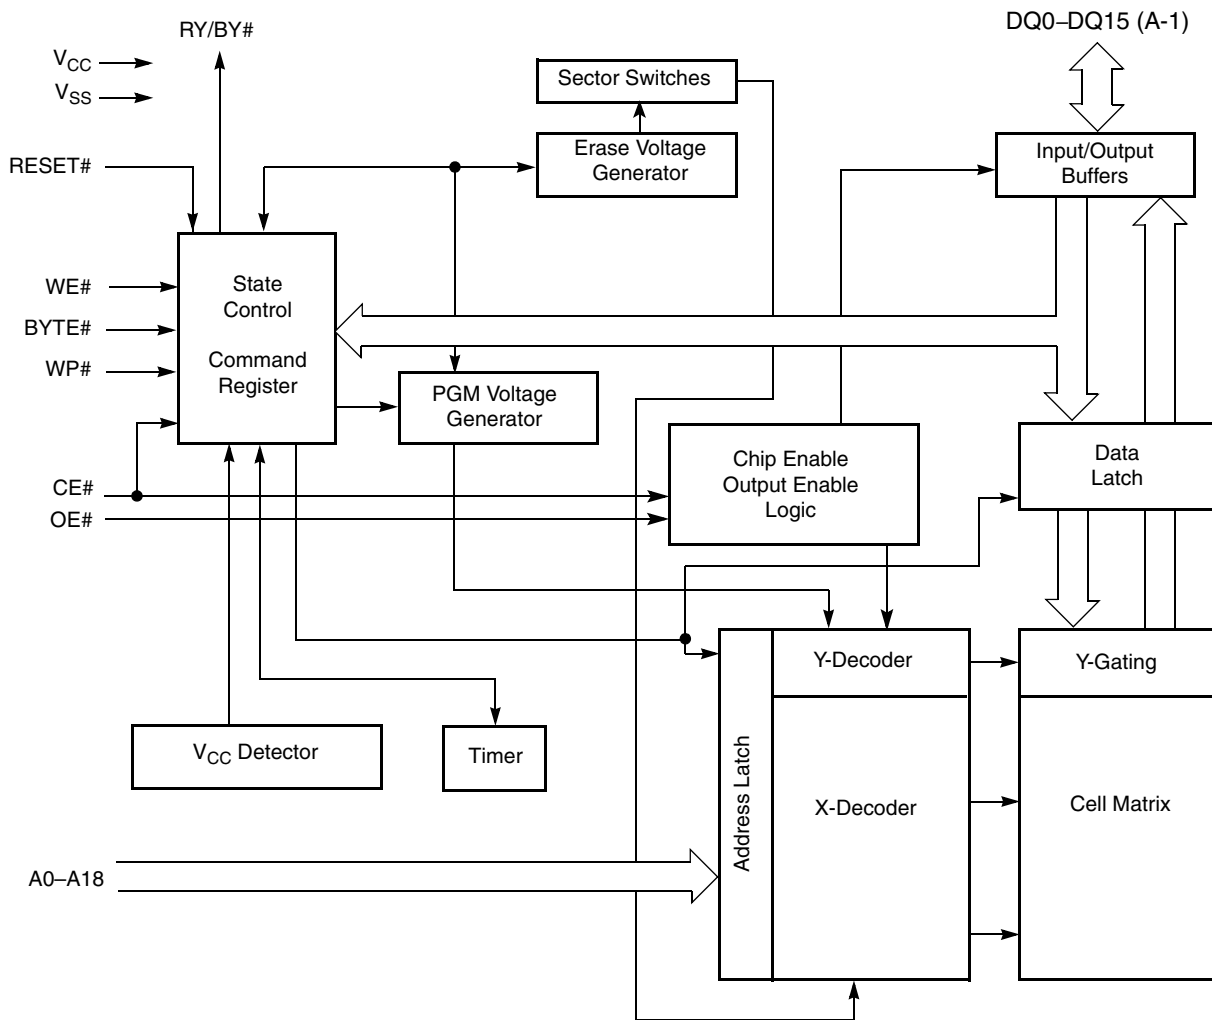 RY/BY#
DQ0–DQ15 (A-1)
VCC
VSS
Sector Switches
RESET#
Erase Voltage
Generator
Input/Output
Buffers
WE#
BYTE#
WP#
State
Control
Command
Register
PGM Voltage
Generator
CE#
OE#
Chip Enable
Output Enable
Logic
Data
Latch
Y-Decoder
Y-Gating
VCC Detector
Timer
Address Latch
X-Decoder
Cell Matrix
A0–A18